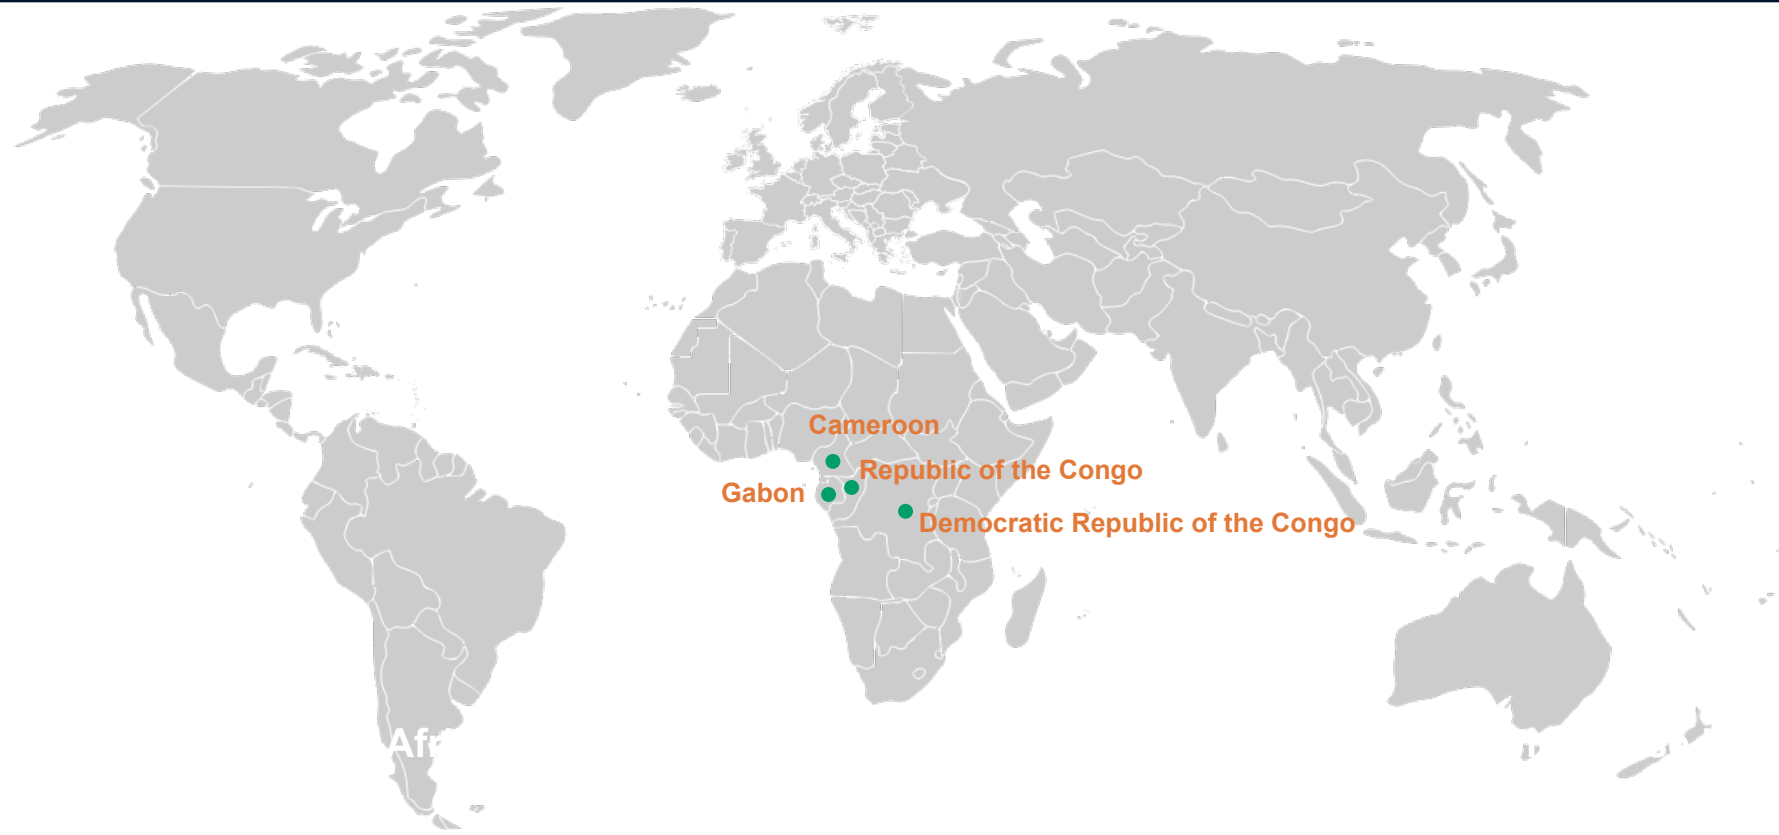 Cameroon
Republic of the Congo
Gabon
Democratic Republic of the Congo